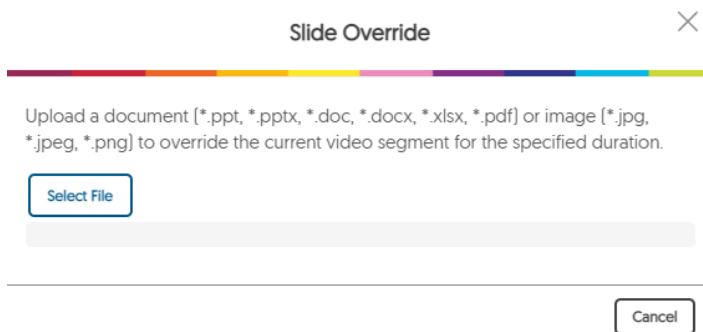 Slide Override
Upload a document (*.ppt, *.pptx, *.doc, *.docx, *.xlsx, *.pdf) or image (*.jpg,
*.jpeg, *.png) to override the current video segment for the specified duration.
Select File
Cancel